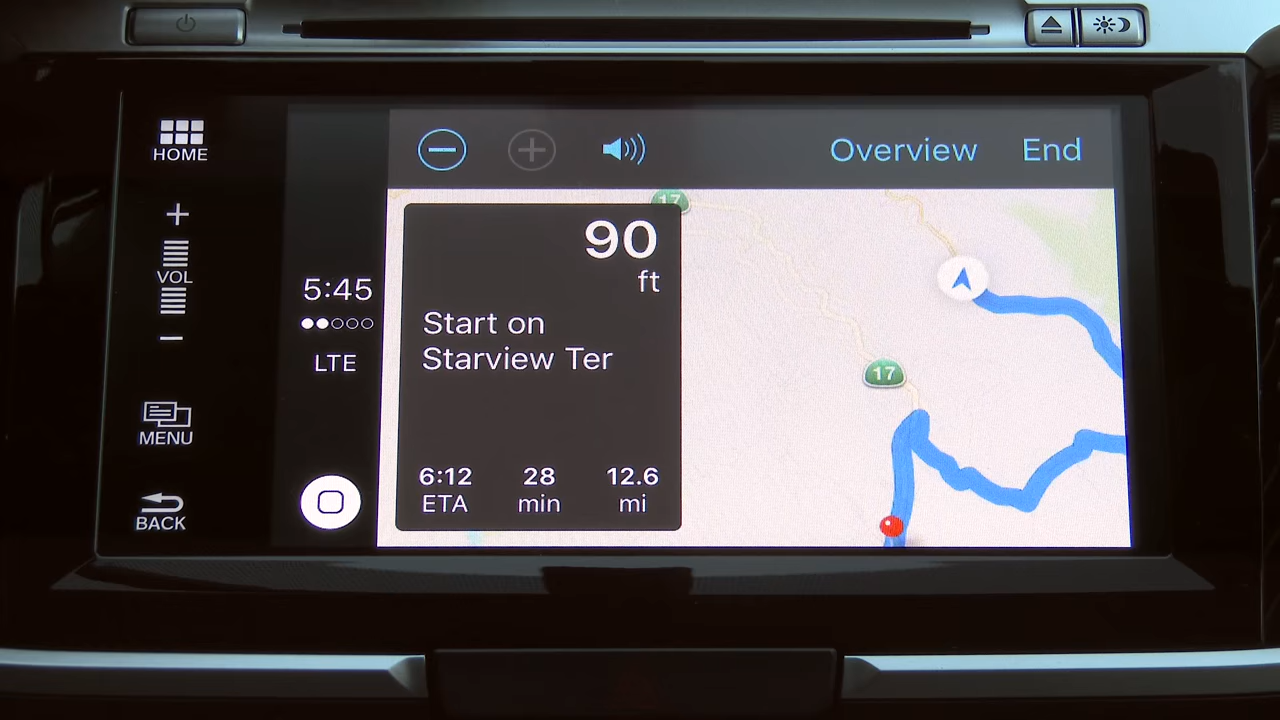 HOME
+
VOL
−
MENU
BACK
5:45
LTE
Overview
End
90
ft
Start on
Starview Ter
6:12
ETA
28
min
12.6
mi
17
17